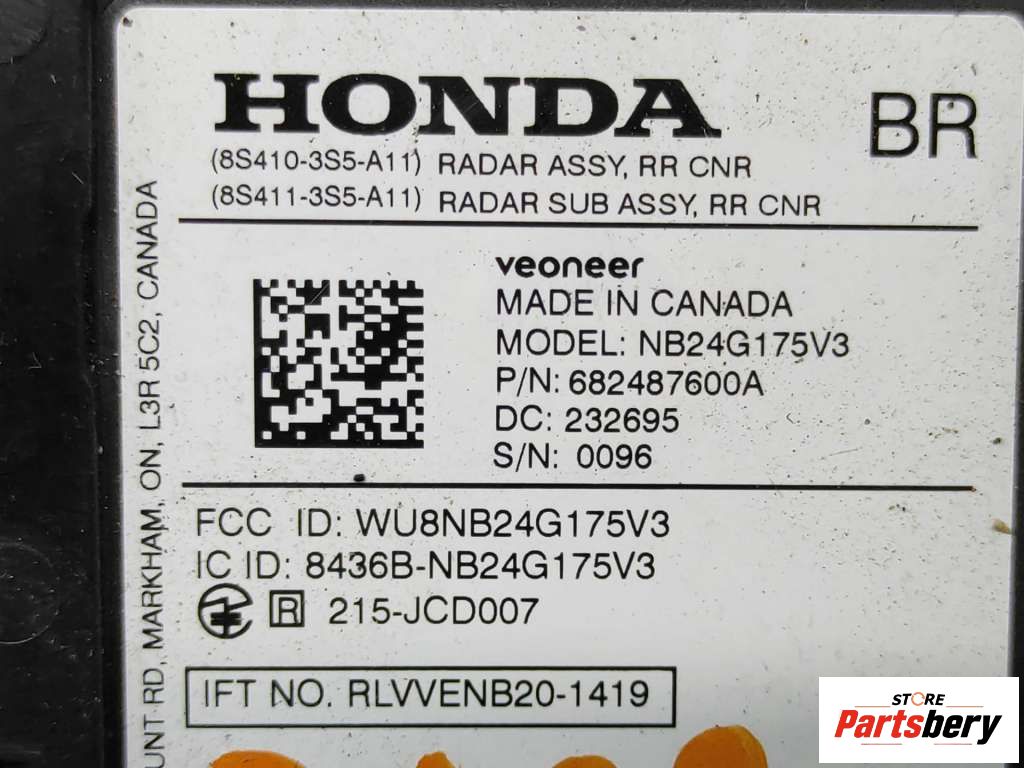 HONDA
BR
(8S410-3S5-A11) RADAR ASSY, RR CNR
(8S411-3S5-A11) RADAR SUB ASSY, RR CNR
veoneer
MADE IN CANADA
MODEL: NB24G175V3
P/N: 682487600A
DC: 232695
S/N: 0096
FCC ID: WU8NB24G175V3
IC ID: 8436B-NB24G175V3
R 215-JCD007
IFT NO. RLVVENB20-1419
RD, MARKHAM, ON, L3R 5C2, CANADA
STORE
Partsbery